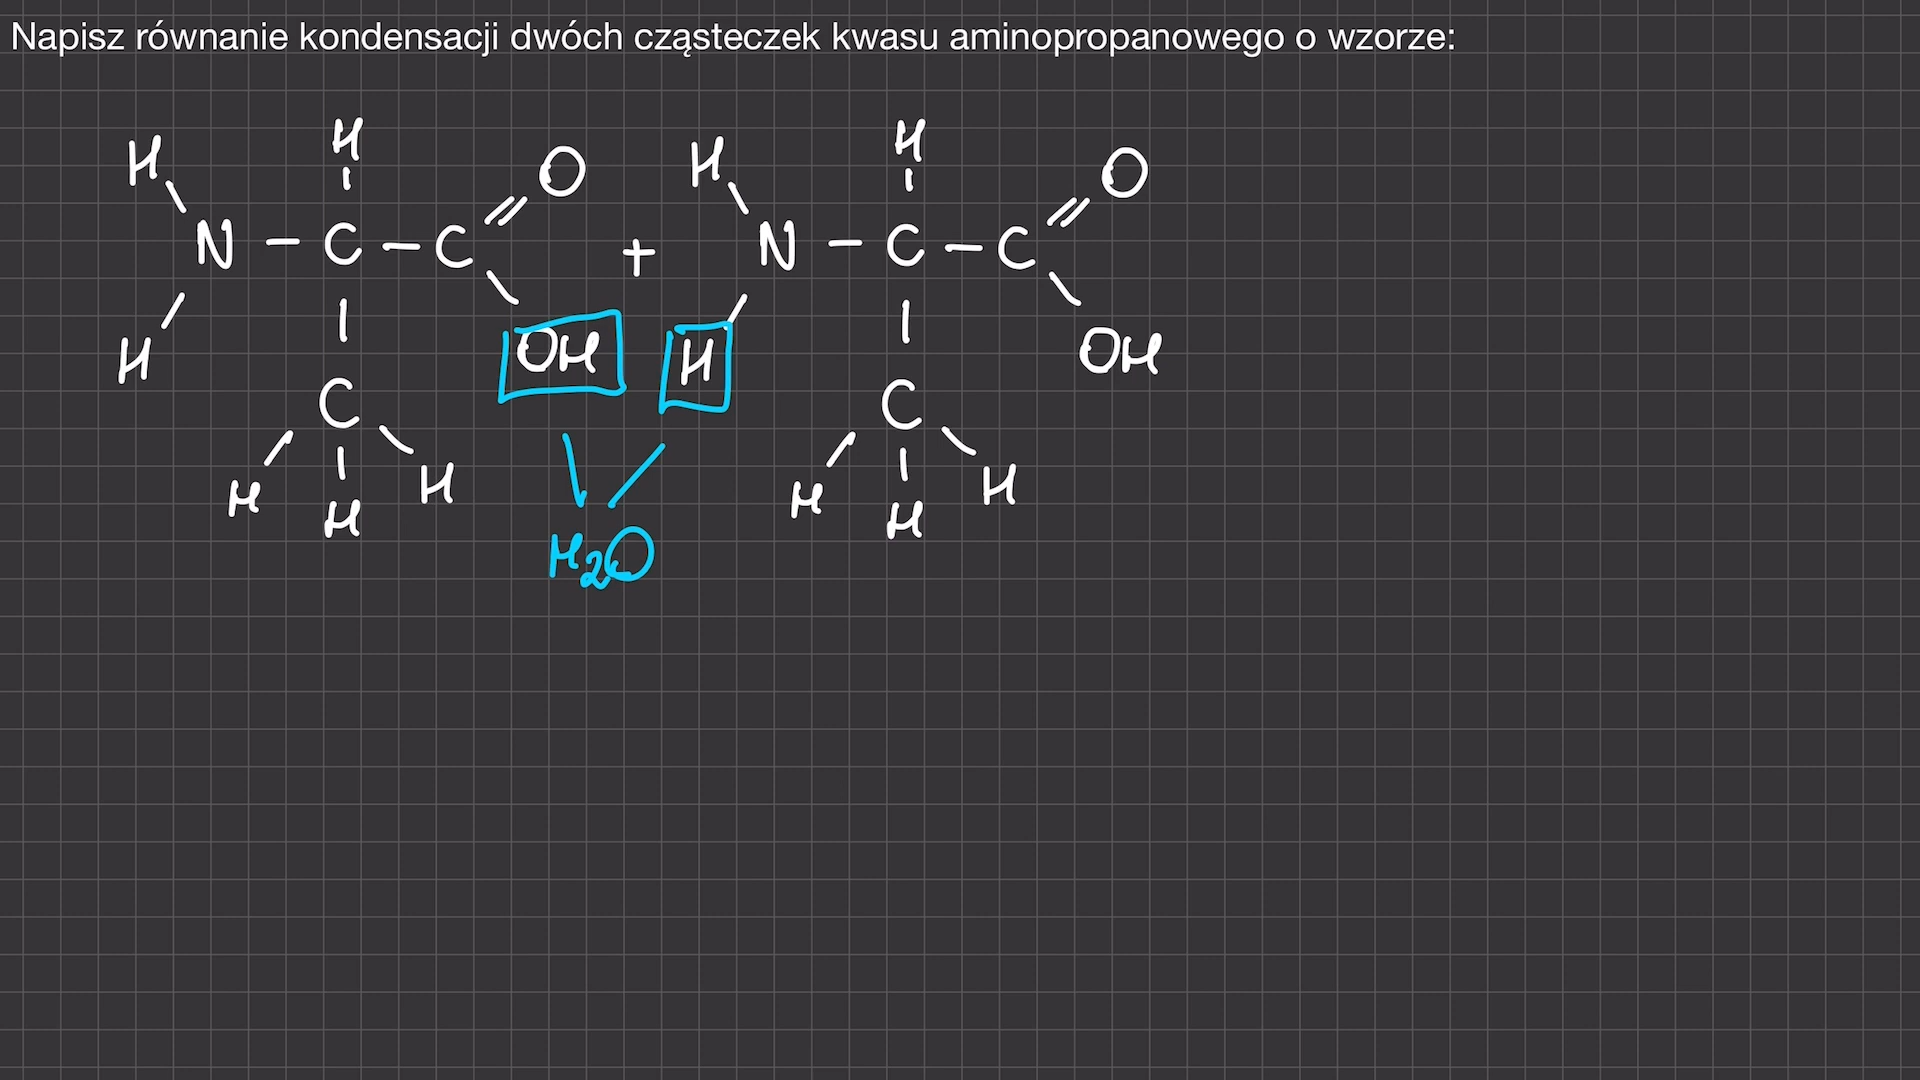 Napisz równanie kondensacji dwóch cząsteczek kwasu aminopropanowego o wzorze:
H H O H H O
N - C - C + N - C - C
H OH H OH
C C
H H H H H H
H₂O